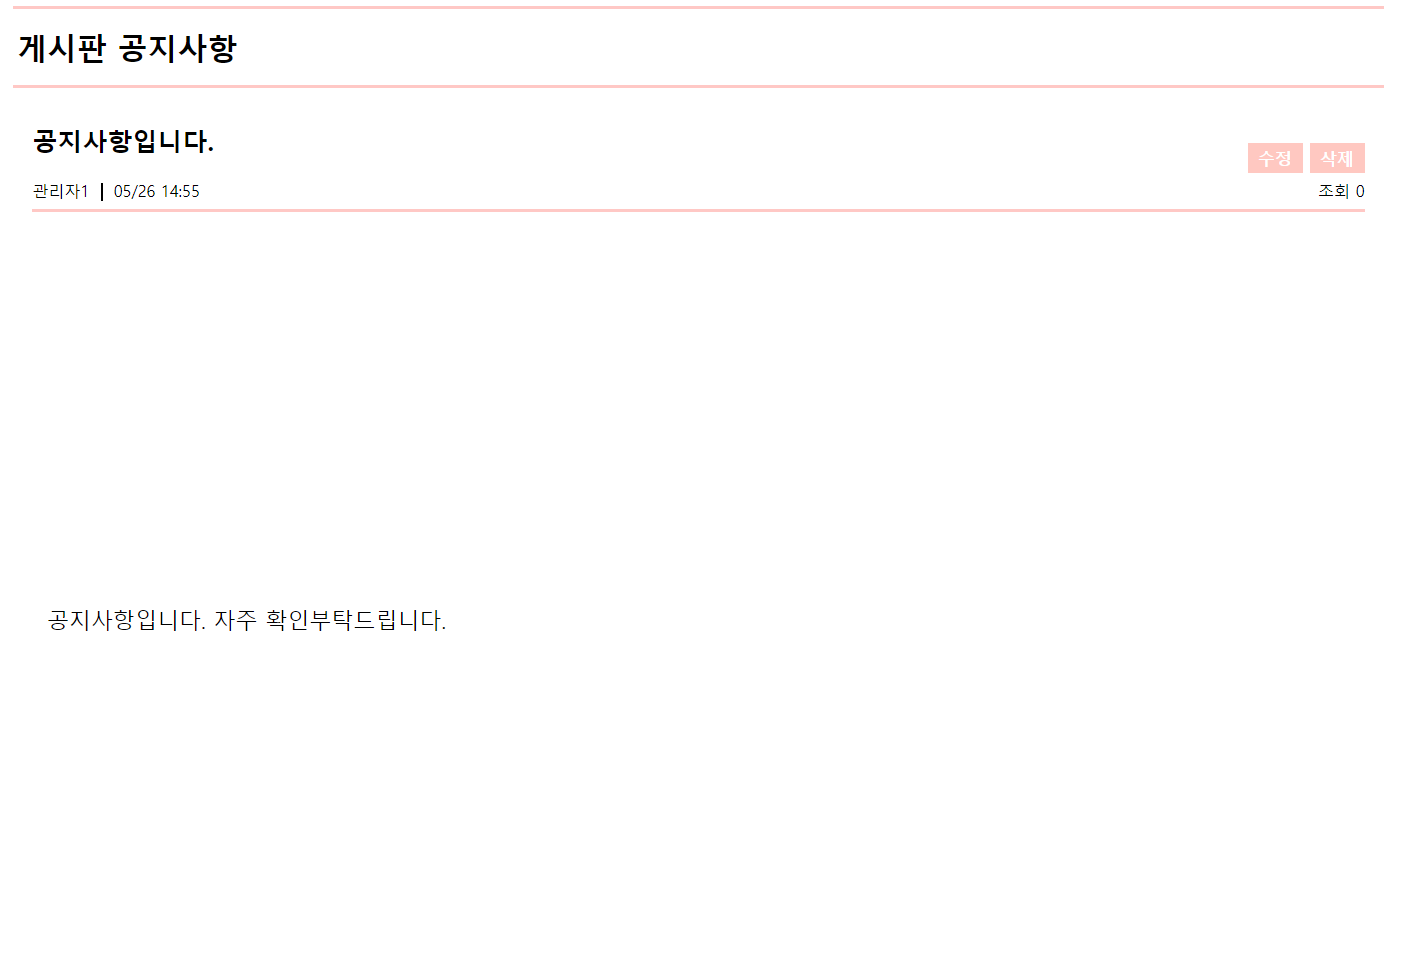 게시판 공지사항
공지사항입니다.
수정 삭제
관리자1 | 05/26 14:55 조회 0
공지사항입니다. 자주 확인부탁드립니다.